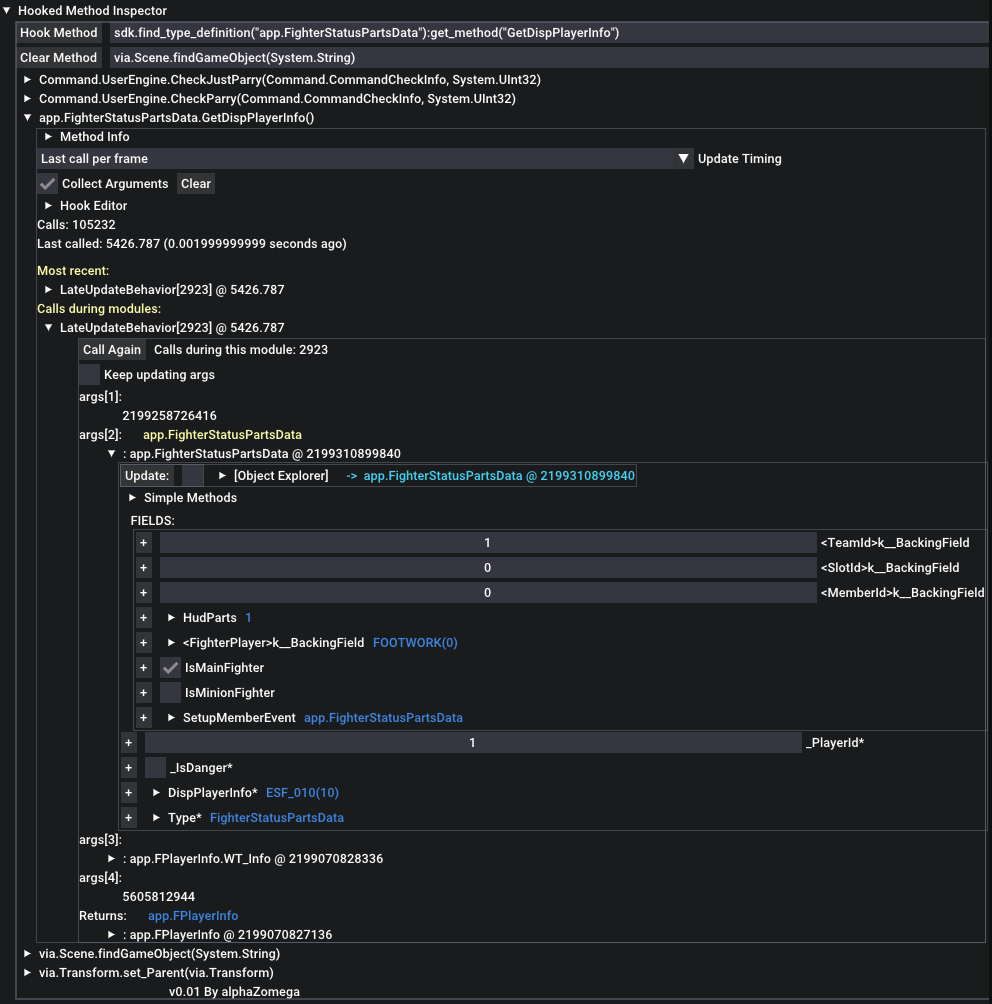 Hooked Method Inspector
Hook Method sdk.find_type_definition("app.FighterStatusPartsData"):get_method("GetDispPlayerInfo")
Clear Method via.Scene.findGameObject(System.String)
Command.UserEngine.CheckJustParry(Command.CommandCheckInfo, System.UInt32)
Command.UserEngine.CheckParry(Command.CommandCheckInfo, System.UInt32)
app.FighterStatusPartsData.GetDispPlayerInfo()
Method Info
Last call per frame Update Timing
Collect Arguments Clear
Hook Editor
Calls: 105232
Last called: 5426.787 (0.001999999999 seconds ago)
Most recent:
LateUpdateBehavior[2923] @ 5426.787
Calls during modules:
LateUpdateBehavior[2923] @ 5426.787
Call Again Calls during this module: 2923
Keep updating args
args[1]:
2199258726416
args[2]: app.FighterStatusPartsData
: app.FighterStatusPartsData @ 2199310899840
Update: [Object Explorer] -> app.FighterStatusPartsData @ 2199310899840
Simple Methods
FIELDS:
+ 1 <TeamId>k__BackingField
+ 0 <SlotId>k__BackingField
+ 0 <MemberId>k__BackingField
+ HudParts 1
+ <FighterPlayer>k__BackingField FOOTWORK(0)
+ IsMainFighter
+ IsMinionFighter
+ SetupMemberEvent app.FighterStatusPartsData
+ 1 _PlayerId*
+ _IsDanger*
+ DispPlayerInfo* ESF_010(10)
+ Type* FighterStatusPartsData
args[3]:
: app.FPlayerInfo.WT_Info @ 2199070828336
args[4]:
5605812944
Returns: app.FPlayerInfo
: app.FPlayerInfo @ 2199070827136
via.Scene.findGameObject(System.String)
via.Transform.set_Parent(via.Transform)
v0.01 By alphaZomega